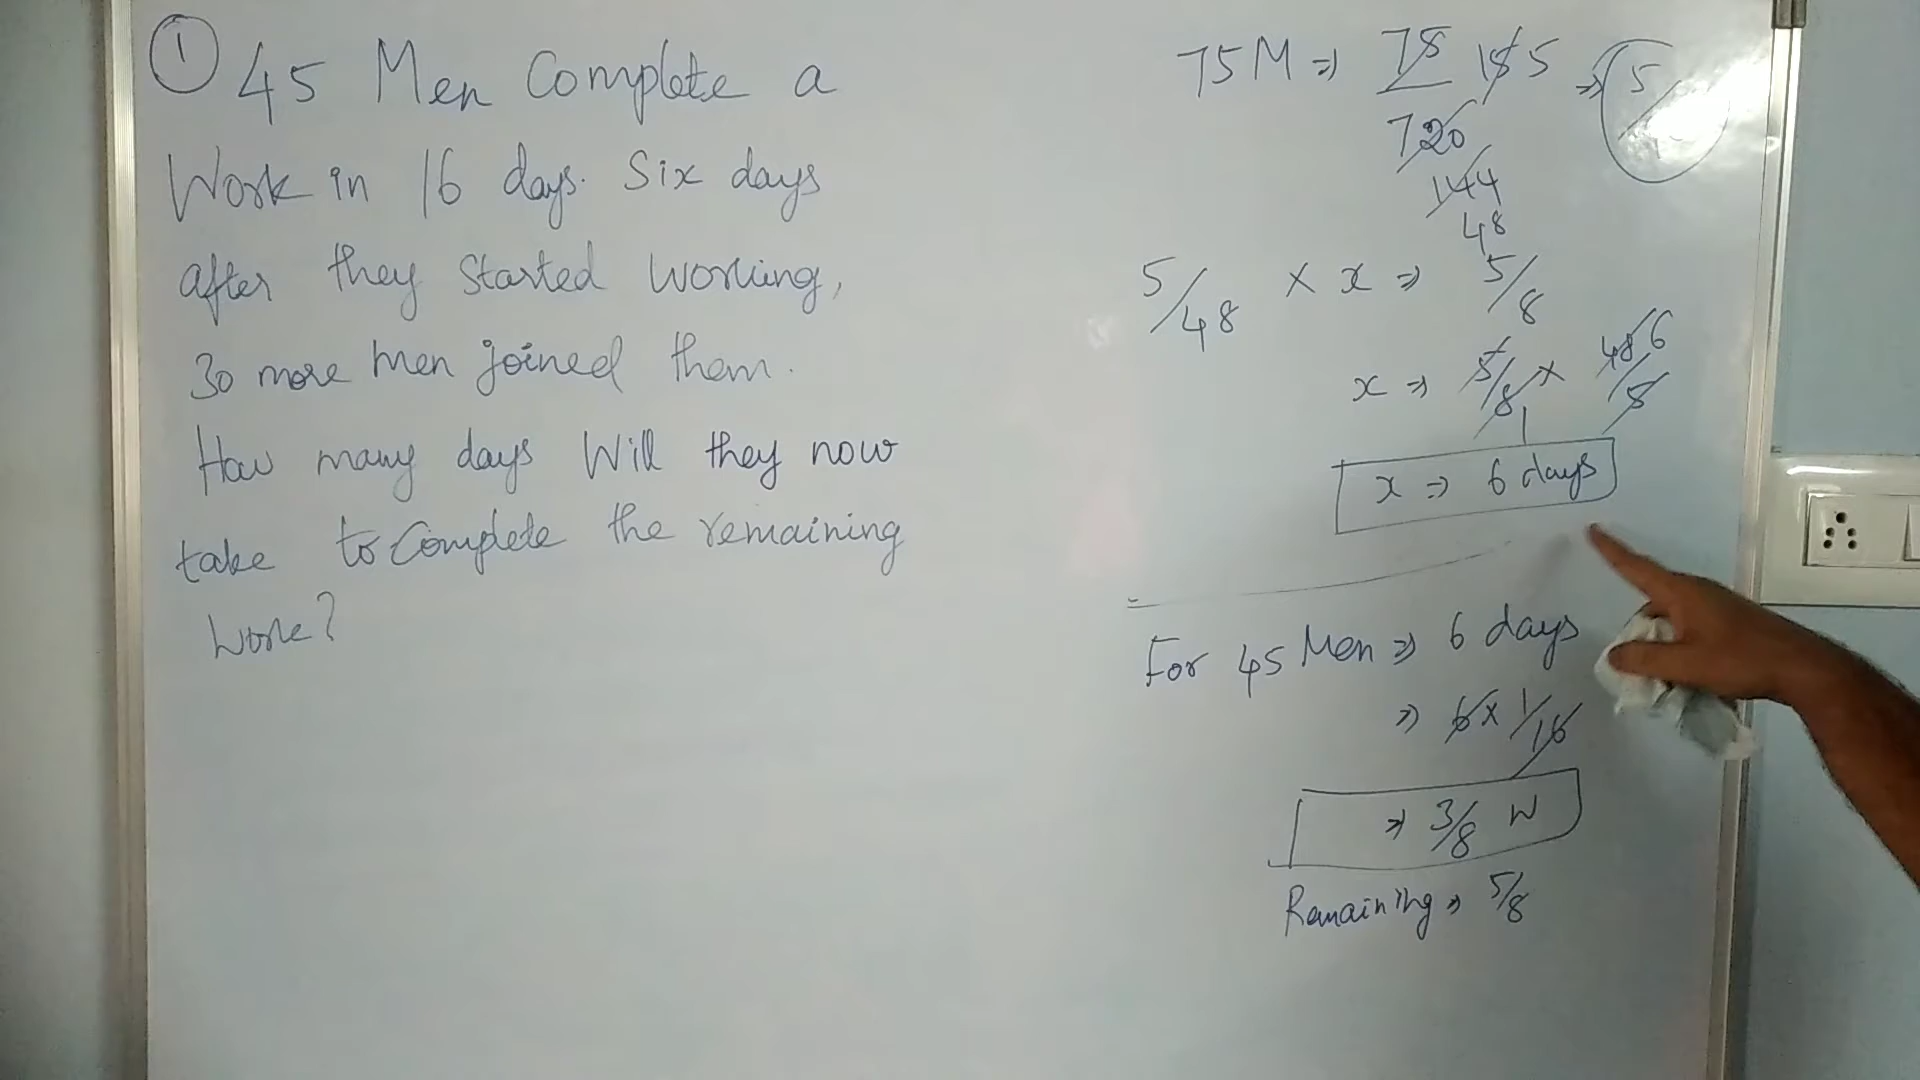 ① 45 Men Complete a
Work in 16 days. Six days
after they started working,
30 more men joined them.
How many days will they now
take to Complete the remaining
work?
75M ⇒ 75 15 5 ⇒ 5/
720
144
48
5/48 × x ⇒ 5/8
x ⇒ 5/8 × 48/5 6
1
x ⇒ 6 days
For 45 Men ⇒ 6 days
⇒ 6 × 1/16
⇒ 3/8 W
Remaining ⇒ 5/8